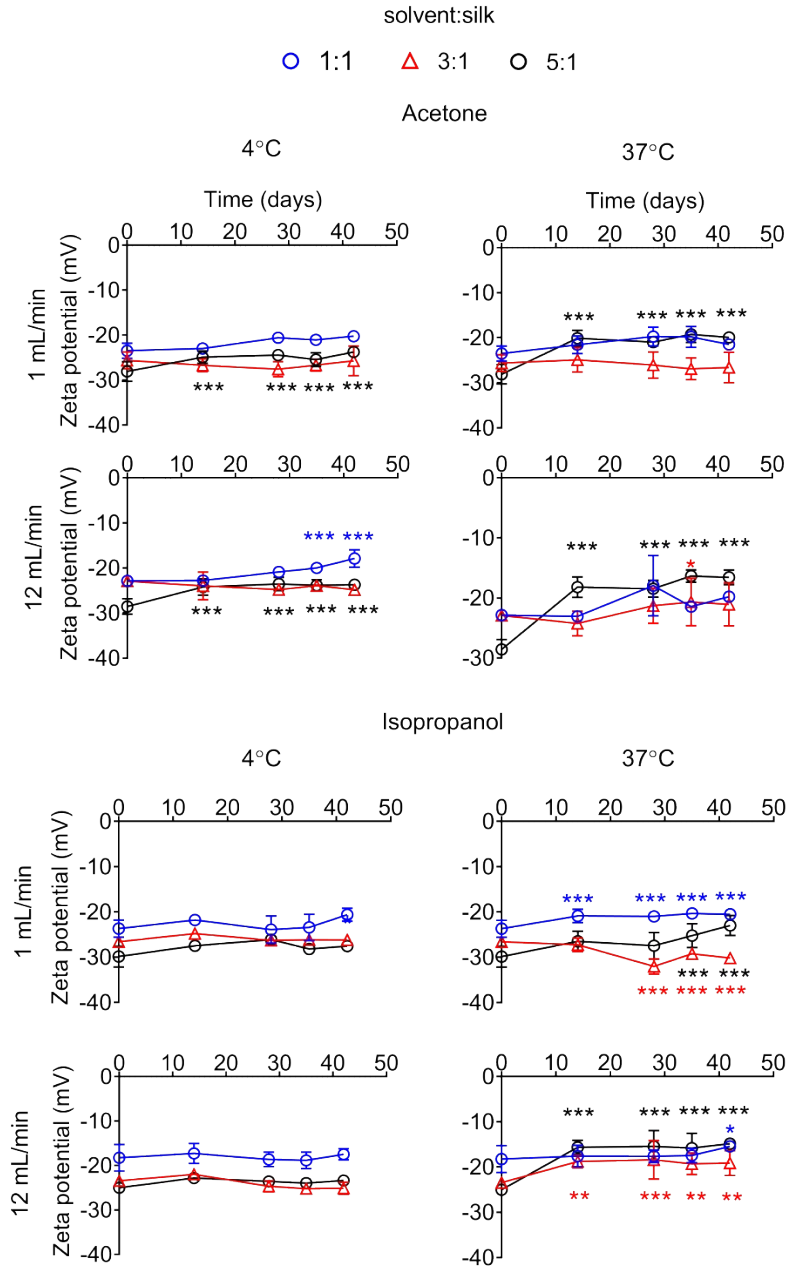 solvent:silk
1:1 3:1 5:1
Acetone
4°C 37°C
Time (days) Time (days)
0 10 20 30 40 50 0 10 20 30 40 50
1 mL/min
Zeta potential (mV)
0 -10 -20 -30 -40
*** *** *** ***
0 -10 -20 -30 -40
*** *** *** ***
0 10 20 30 40 50 0 10 20 30 40 50
12 mL/min
Zeta potential (mV)
0 -10 -20 -30 -40
*** ***
*** *** *** ***
0 -10 -20 -30
*** *** *** ***
*
Isopropanol
4°C 37°C
0 10 20 30 40 50 0 10 20 30 40 50
1 mL/min
Zeta potential (mV)
0 -10 -20 -30 -40
*
0 -10 -20 -30 -40
*** *** *** ***
*** ***
*** *** ***
0 10 20 30 40 50 0 10 20 30 40 50
12 mL/min
Zeta potential (mV)
0 -10 -20 -30 -40
0 -10 -20 -30 -40
*** *** *** ***
*
** *** ** **